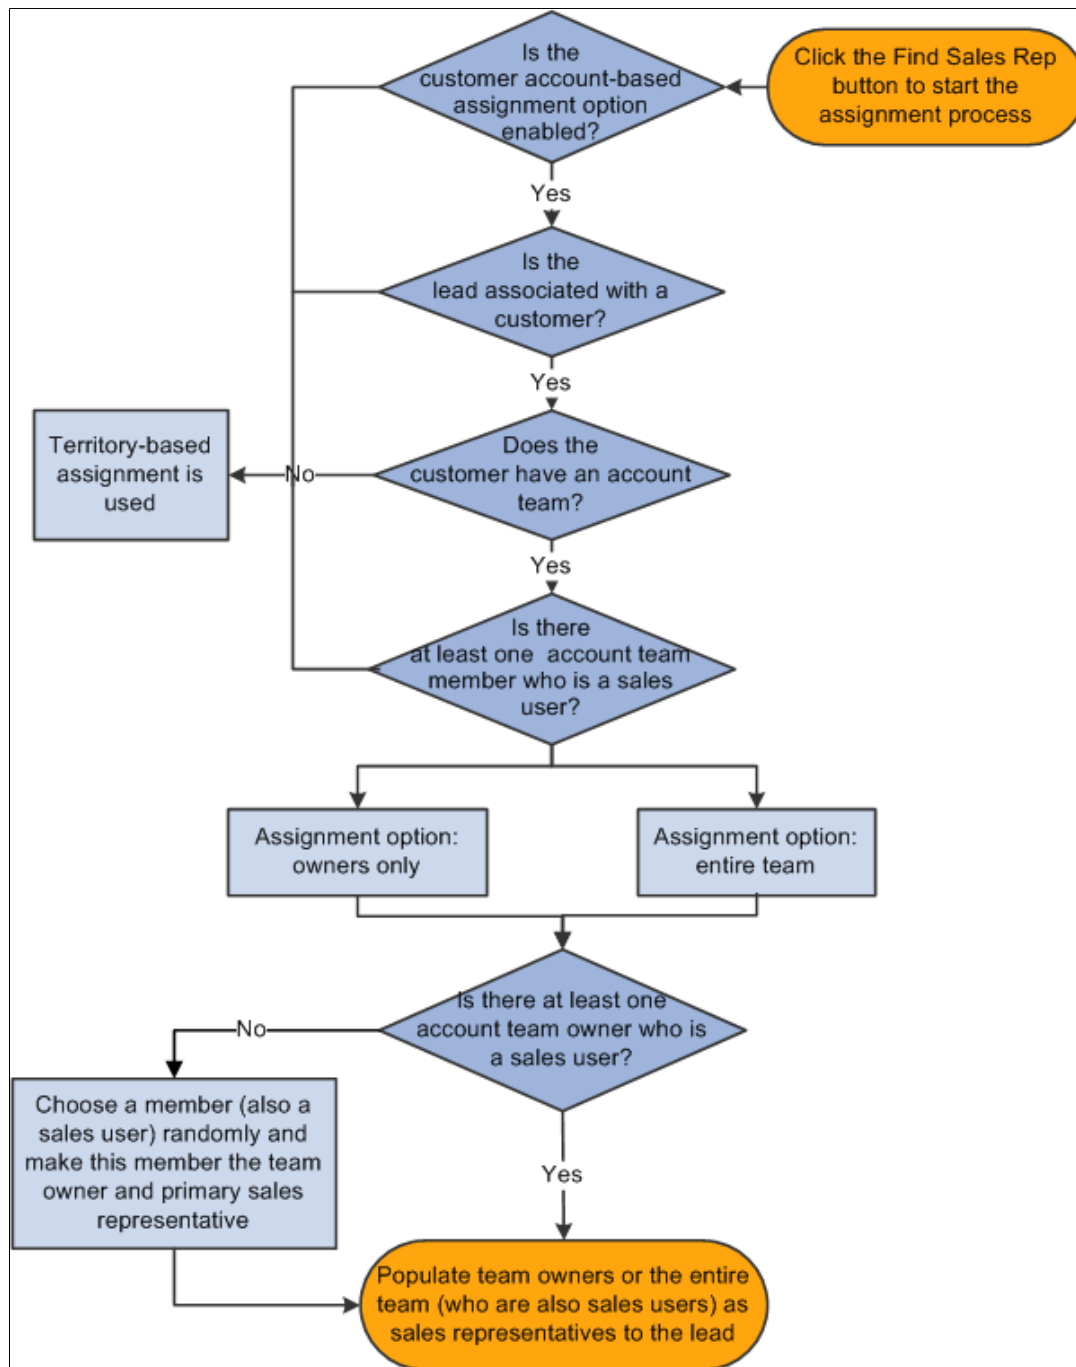 Is the
customer account-based
assignment option
enabled?
Click the Find Sales Rep
button to start the
assignment process
Yes
Is the
lead associated with a
customer?
Yes
Territory-based
assignment is
used
No
Does the
customer have an account
team?
Yes
Is there
at least one account team
member who is a sales
user?
Assignment option:
owners only
Assignment option:
entire team
Is there at least one
account team owner who is
a sales user?
No
Choose a member (also a
sales user) randomly and
make this member the team
owner and primary sales
representative
Yes
Populate team owners or the entire
team (who are also sales users) as
sales representatives to the lead